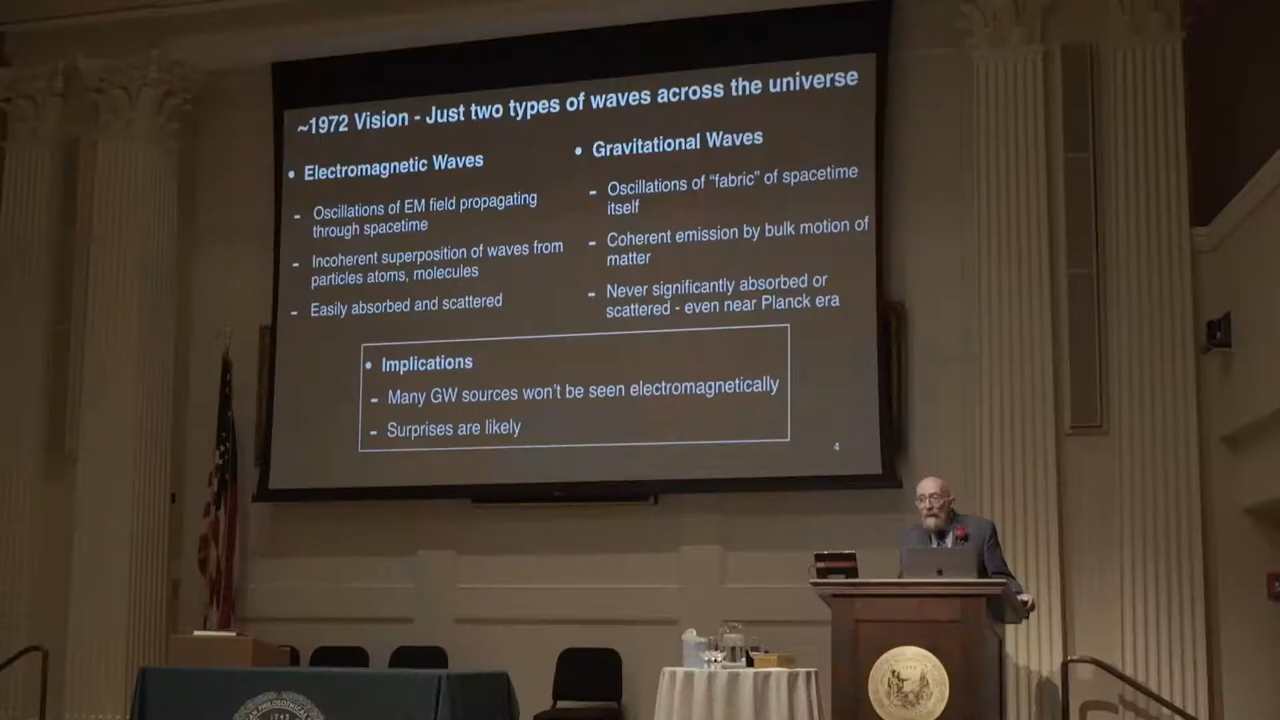 ~1972 Vision - Just two types of waves across the universe
• Electromagnetic Waves
- Oscillations of EM field propagating
through spacetime
- Incoherent superposition of waves from
particles atoms, molecules
- Easily absorbed and scattered
• Gravitational Waves
- Oscillations of “fabric” of spacetime
itself
- Coherent emission by bulk motion of
matter
- Never significantly absorbed or
scattered - even near Planck era
• Implications
- Many GW sources won’t be seen electromagnetically
- Surprises are likely
4
PHILOSOPHICAL
1743